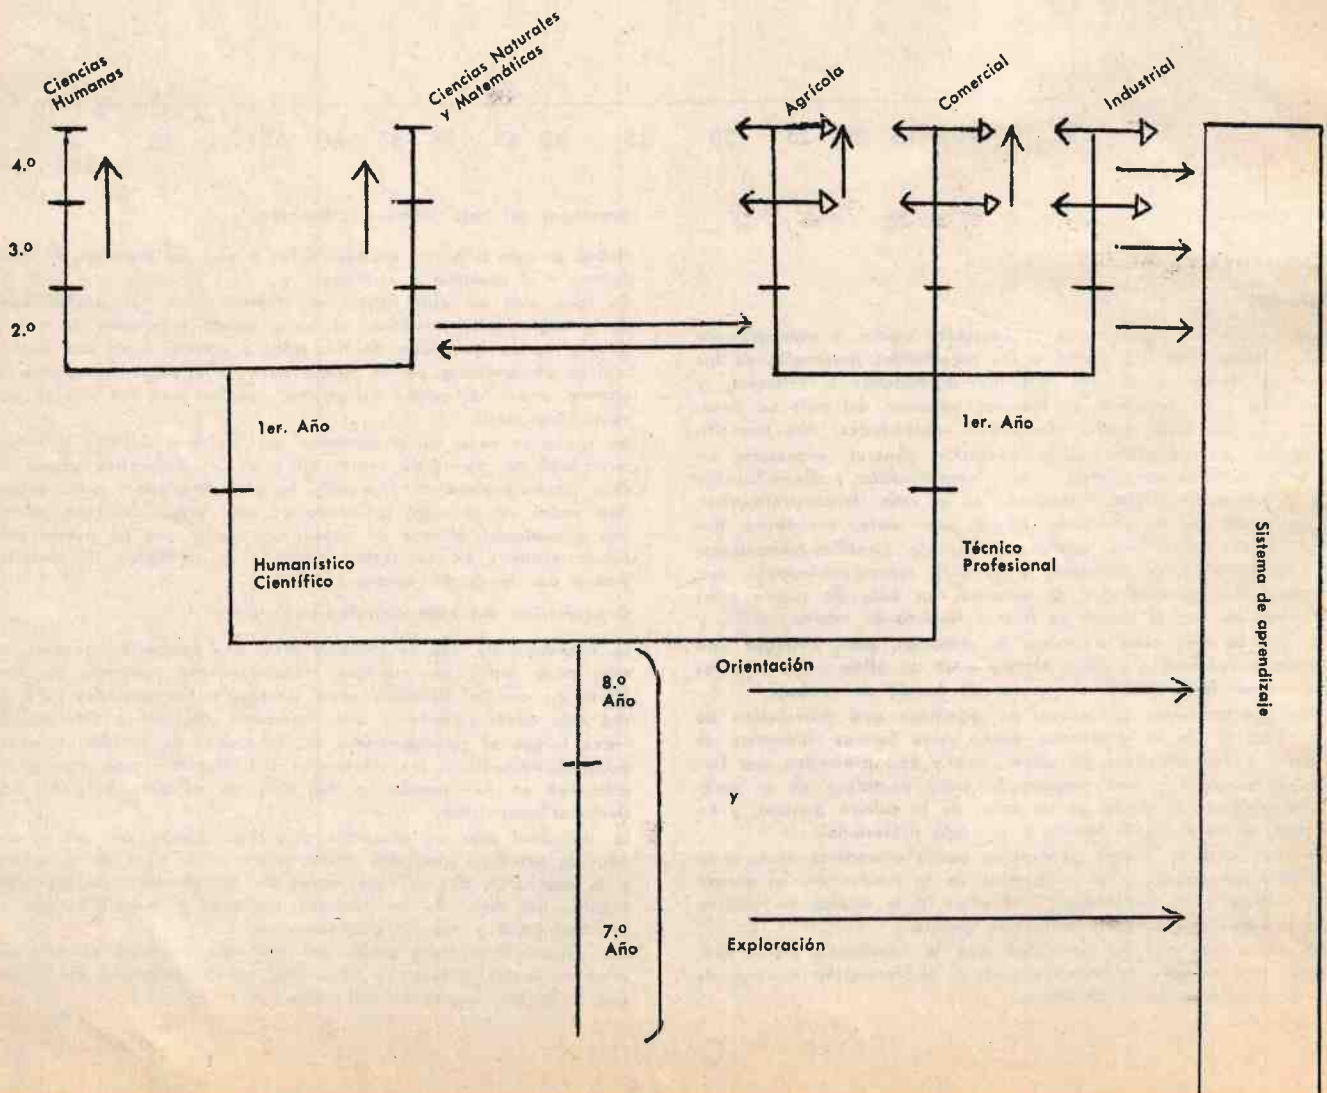 Ciencias
Humanas
Ciencias Naturales
y Matemáticas
Agrícola
Comercial
Industrial
4.º
3.º
2.º
1er. Año
1er. Año
Humanístico
Científico
Técnico
Profesional
Sistema de aprendizaje
8.º
Año
Orientación
y
7.º
Año
Exploración